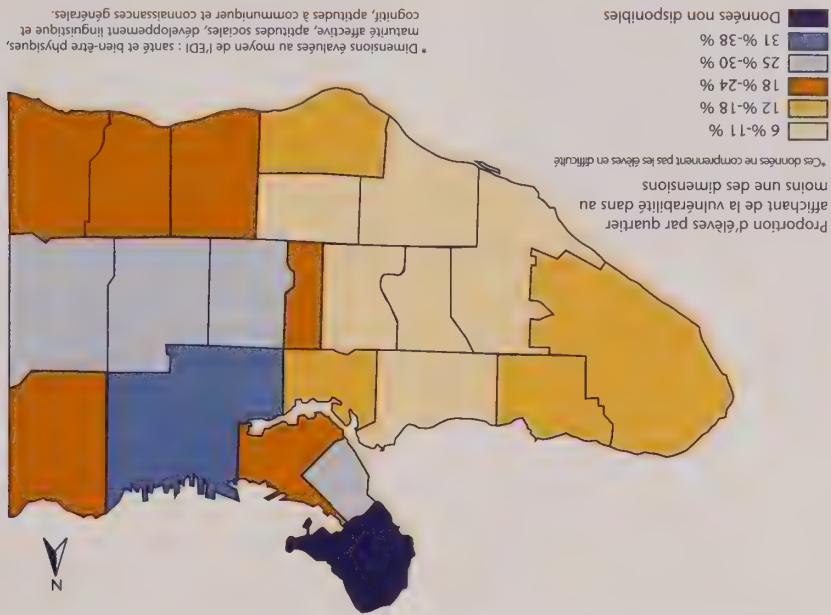 N
Proportion d'élèves par quartier
affichant de la vulnérabilité dans au
moins une des dimensions
*Ces données ne comprennent pas les élèves en difficulté
6 %-11 %
12 %-18 %
18 %-24 %
25 %-30 %
31 %-38 %
Données non disponibles
* Dimensions évaluées au moyen de l'EDI : santé et bien-être physiques,
maturité affective, aptitudes sociales, développement linguistique et
cognitif, aptitudes à communiquer et connaissances générales.